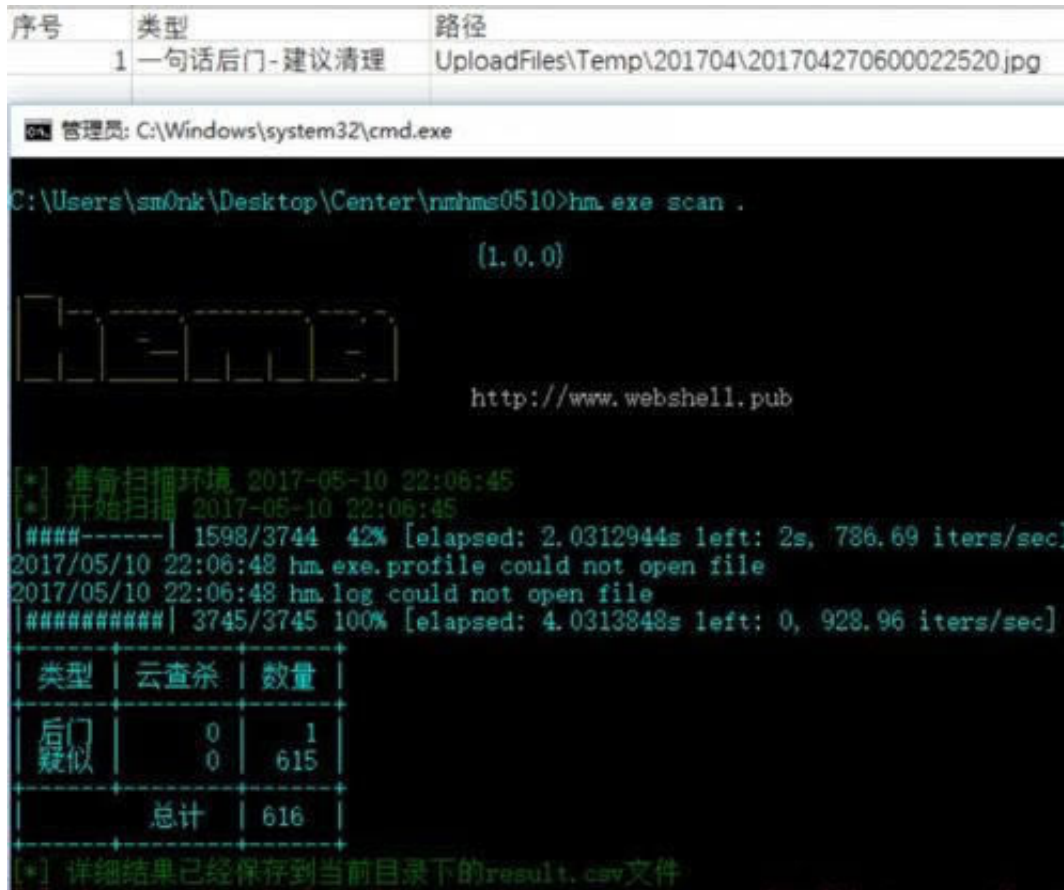 序号 类型 路径
1 一句话后门-建议清理 UploadFiles\Temp\201704\201704270600022520.jpg
管理员: C:\Windows\system32\cmd.exe
C:\Users\sm0nk\Desktop\Center\nmhms0510>hm.exe scan .
{1.0.0}
hema
http://www.webshell.pub
[*] 准备扫描环境 2017-05-10 22:06:45
[*] 开始扫描 2017-05-10 22:06:45
|####------| 1598/3744 42% [elapsed: 2.0312944s left: 2s, 786.69 iters/sec]
2017/05/10 22:06:48 hm.exe.profile could not open file
2017/05/10 22:06:48 hm.log could not open file
|##########| 3745/3745 100% [elapsed: 4.0313848s left: 0, 928.96 iters/sec]
类型 云查杀 数量
后门 0 1
疑似 0 615
总计 616
[*] 详细结果已经保存到当前目录下的result.csv文件